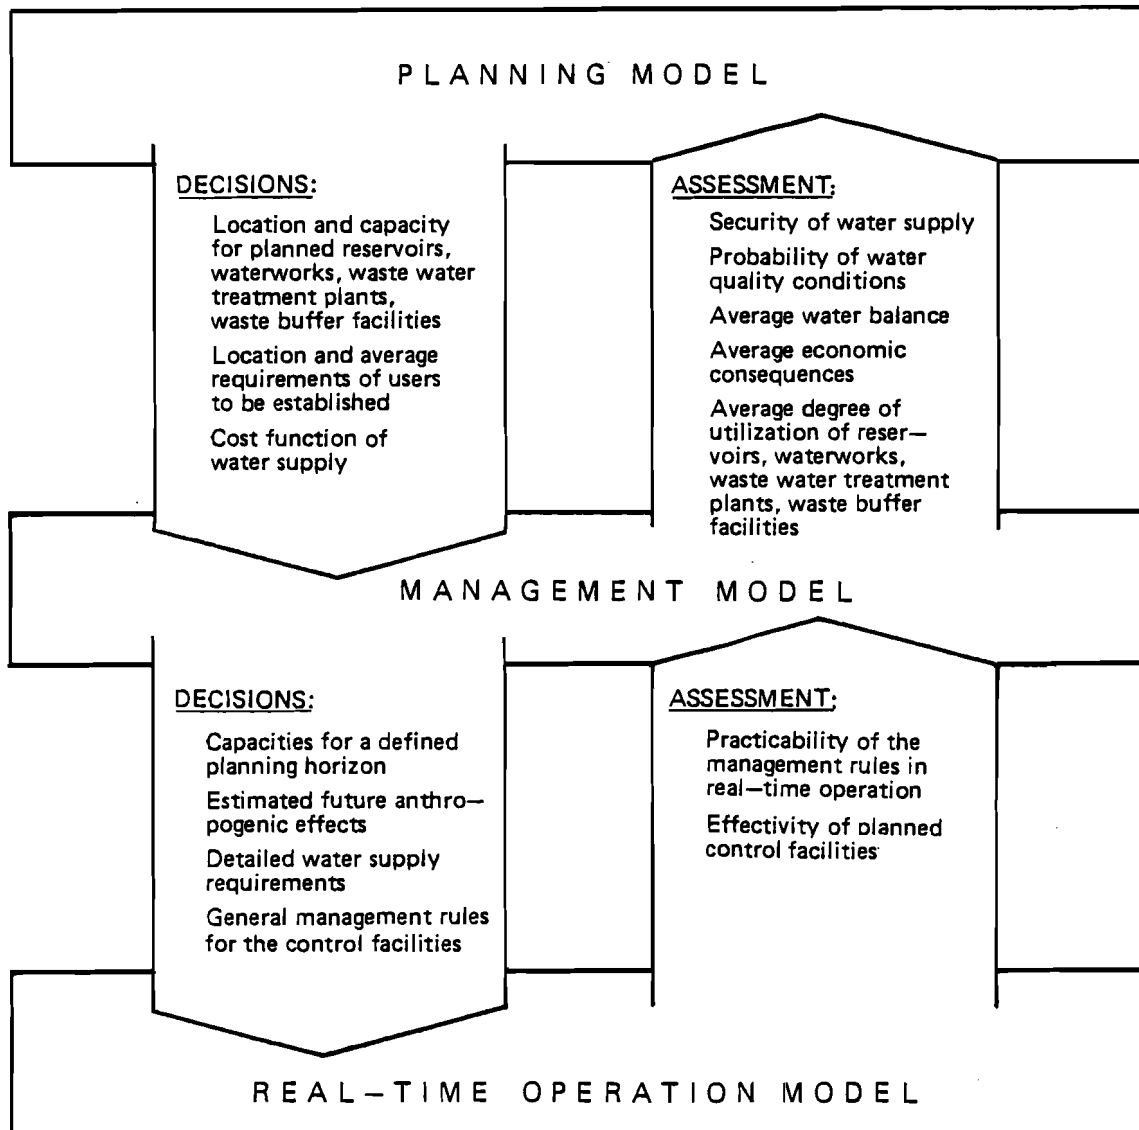 PLANNING MODEL
DECISIONS:
Location and capacity
for planned reservoirs,
waterworks, waste water
treatment plants,
waste buffer facilities
Location and average
requirements of users
to be established
Cost function of
water supply
ASSESSMENT:
Security of water supply
Probability of water
quality conditions
Average water balance
Average economic
consequences
Average degree of
utilization of reser—
voirs, waterworks,
waste water treatment
plants, waste buffer
facilities
MANAGEMENT MODEL
DECISIONS:
Capacities for a defined
planning horizon
Estimated future anthro—
pogenic effects
Detailed water supply
requirements
General management rules
for the control facilities
ASSESSMENT:
Practicability of the
management rules in
real—time operation
Effectivity of planned
control facilities
REAL—TIME OPERATION MODEL